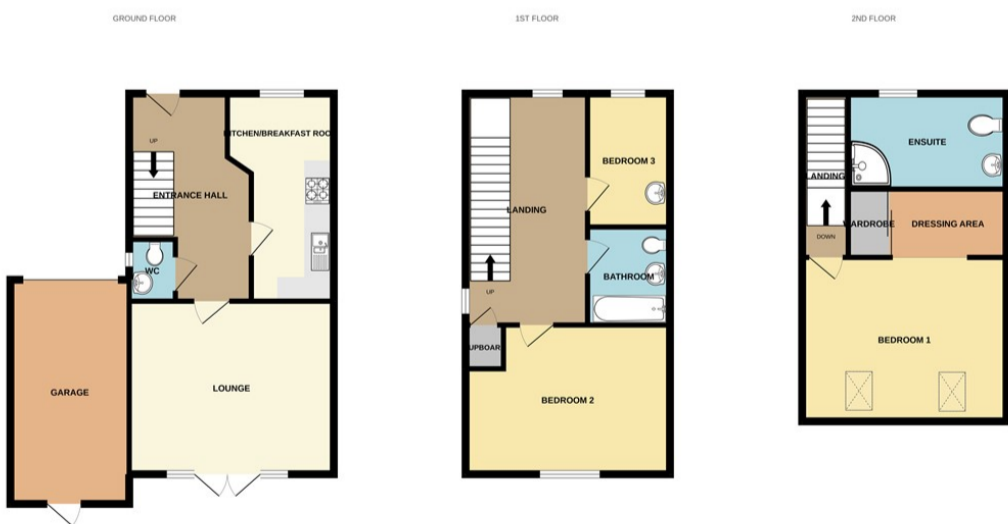 GROUND FLOOR
1ST FLOOR
2ND FLOOR
UP
KITCHEN/BREAKFAST ROO
ENTRANCE HALL
WC
LOUNGE
GARAGE
BEDROOM 3
LANDING
BATHROOM
UP
UPBOAR
BEDROOM 2
ENSUITE
LANDING
WARDROBE
DRESSING AREA
DOWN
BEDROOM 1